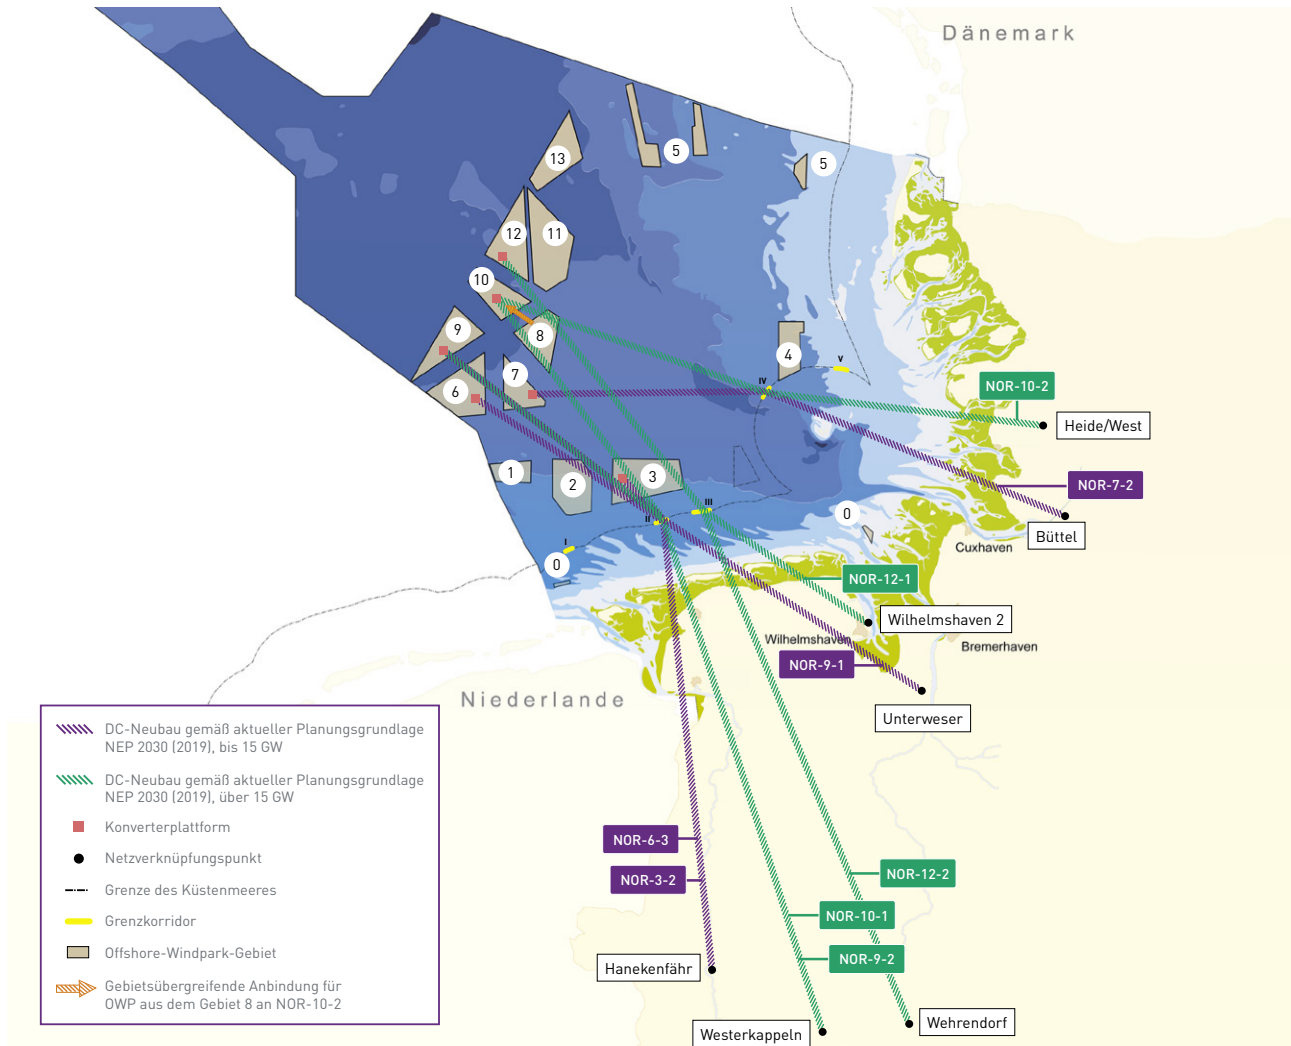 Dänemark
5
5
13
12
11
10
9
8
7
6
4
V
IV
NOR-10-2
Heide/West
NOR-7-2
Büttel
1
2
3
II
III
I
0
0
Cuxhaven
NOR-12-1
Wilhelmshaven 2
Wilhelmshaven
Bremerhaven
NOR-9-1
Unterweser
Niederlande
DC-Neubau gemäß aktueller Planungsgrundlage
NEP 2030 (2019), bis 15 GW
DC-Neubau gemäß aktueller Planungsgrundlage
NEP 2030 (2019), über 15 GW
Konverterplattform
Netzverknüpfungspunkt
Grenze des Küstenmeeres
Grenzkorridor
Offshore-Windpark-Gebiet
Gebietsübergreifende Anbindung für
OWP aus dem Gebiet 8 an NOR-10-2
NOR-6-3
NOR-3-2
NOR-12-2
NOR-10-1
NOR-9-2
Hanekenfähr
Westerkappeln
Wehrendorf